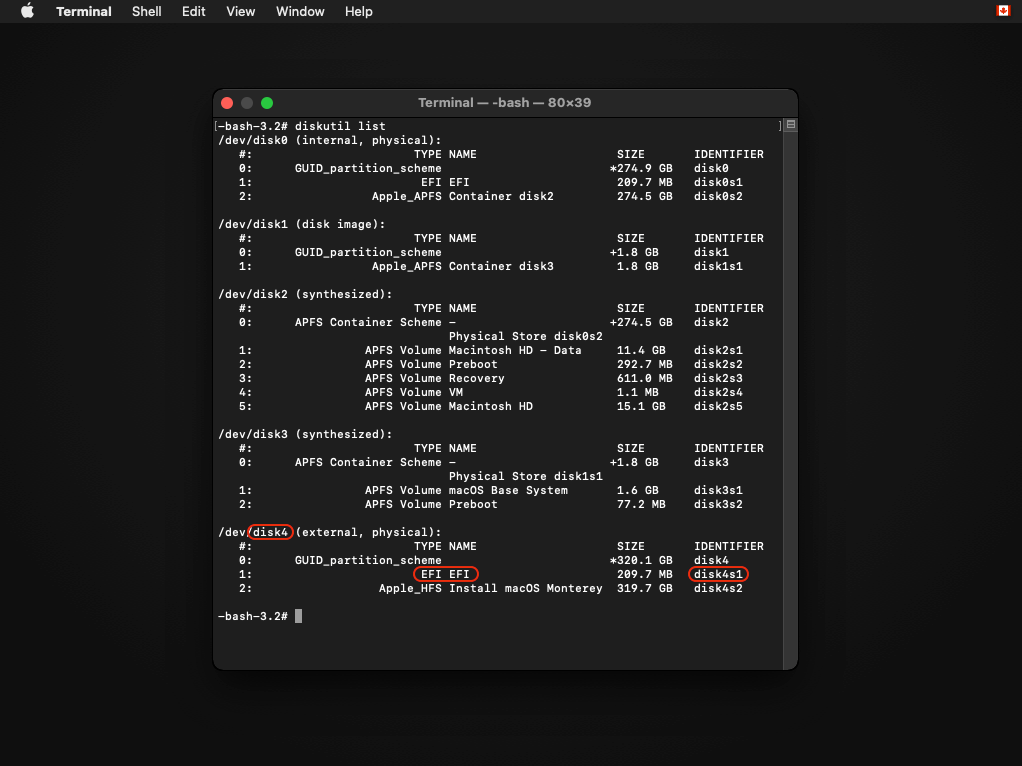 Terminal Shell Edit View Window Help
Terminal — -bash — 80×39
[-bash-3.2# diskutil list ]
/dev/disk0 (internal, physical):
   #:                       TYPE NAME                    SIZE       IDENTIFIER
   0:      GUID_partition_scheme                        *274.9 GB   disk0
   1:                        EFI EFI                     209.7 MB   disk0s1
   2:                 Apple_APFS Container disk2         274.5 GB   disk0s2
/dev/disk1 (disk image):
   #:                       TYPE NAME                    SIZE       IDENTIFIER
   0:      GUID_partition_scheme                        +1.8 GB     disk1
   1:                 Apple_APFS Container disk3         1.8 GB     disk1s1
/dev/disk2 (synthesized):
   #:                       TYPE NAME                    SIZE       IDENTIFIER
   0:      APFS Container Scheme -                      +274.5 GB   disk2
                                 Physical Store disk0s2
   1:                APFS Volume Macintosh HD - Data     11.4 GB    disk2s1
   2:                APFS Volume Preboot                 292.7 MB   disk2s2
   3:                APFS Volume Recovery                611.0 MB   disk2s3
   4:                APFS Volume VM                      1.1 MB     disk2s4
   5:                APFS Volume Macintosh HD            15.1 GB    disk2s5
/dev/disk3 (synthesized):
   #:                       TYPE NAME                    SIZE       IDENTIFIER
   0:      APFS Container Scheme -                      +1.8 GB     disk3
                                 Physical Store disk1s1
   1:                APFS Volume macOS Base System       1.6 GB     disk3s1
   2:                APFS Volume Preboot                 77.2 MB    disk3s2
/dev/disk4 (external, physical):
   #:                       TYPE NAME                    SIZE       IDENTIFIER
   0:      GUID_partition_scheme                        *320.1 GB   disk4
   1:                        EFI EFI                     209.7 MB   disk4s1
   2:                  Apple_HFS Install macOS Monterey  319.7 GB   disk4s2
-bash-3.2#